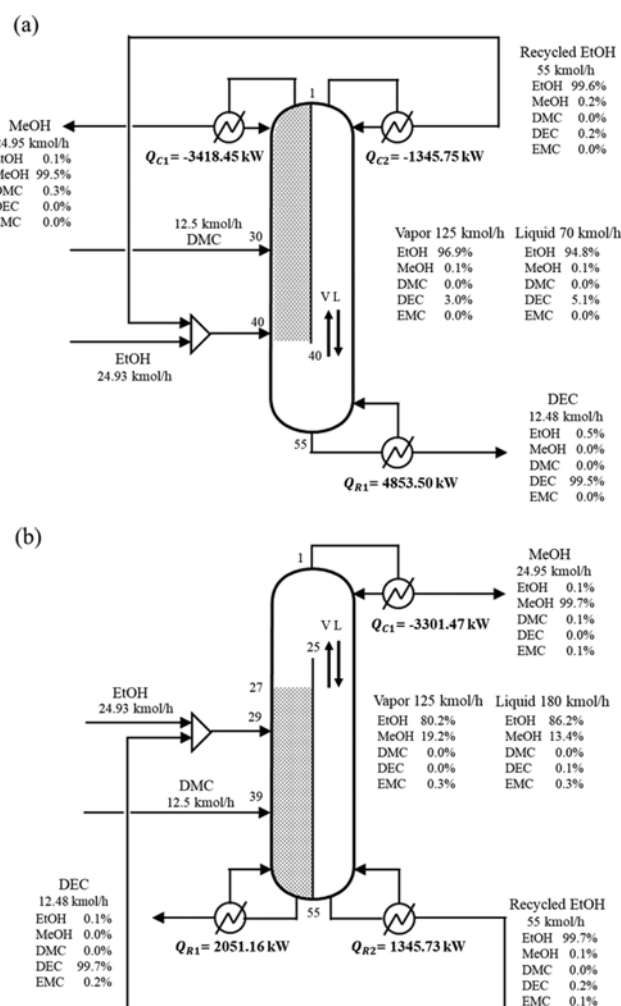 (a)
1
Recycled EtOH
55 kmol/h
EtOH 99.6%
MeOH 0.2%
DMC 0.0%
DEC 0.2%
EMC 0.0%
MeOH
24.95 kmol/h
EtOH 0.1%
MeOH 99.5%
DMC 0.3%
DEC 0.0%
EMC 0.0%
Q_C1 = -3418.45 kW
Q_C2 = -1345.75 kW
12.5 kmol/h
DMC
30
Vapor 125 kmol/h Liquid 70 kmol/h
EtOH 96.9% EtOH 94.8%
MeOH 0.1% MeOH 0.1%
DMC 0.0% DMC 0.0%
DEC 3.0% DEC 5.1%
EMC 0.0% EMC 0.0%
V L
40
40
EtOH
24.93 kmol/h
DEC
12.48 kmol/h
EtOH 0.5%
MeOH 0.0%
DMC 0.0%
DEC 99.5%
EMC 0.0%
55
Q_R1 = 4853.50 kW
(b)
1
MeOH
24.95 kmol/h
EtOH 0.1%
MeOH 99.7%
DMC 0.1%
DEC 0.0%
EMC 0.1%
Q_C1 = -3301.47 kW
V L
25
27
EtOH
24.93 kmol/h
29
Vapor 125 kmol/h Liquid 180 kmol/h
EtOH 80.2% EtOH 86.2%
MeOH 19.2% MeOH 13.4%
DMC 0.0% DMC 0.0%
DEC 0.0% DEC 0.1%
EMC 0.3% EMC 0.3%
DMC
12.5 kmol/h
39
DEC
12.48 kmol/h
EtOH 0.1%
MeOH 0.0%
DMC 0.0%
DEC 99.7%
EMC 0.2%
55
Q_R1 = 2051.16 kW
Q_R2 = 1345.73 kW
Recycled EtOH
55 kmol/h
EtOH 99.7%
MeOH 0.1%
DMC 0.0%
DEC 0.2%
EMC 0.1%